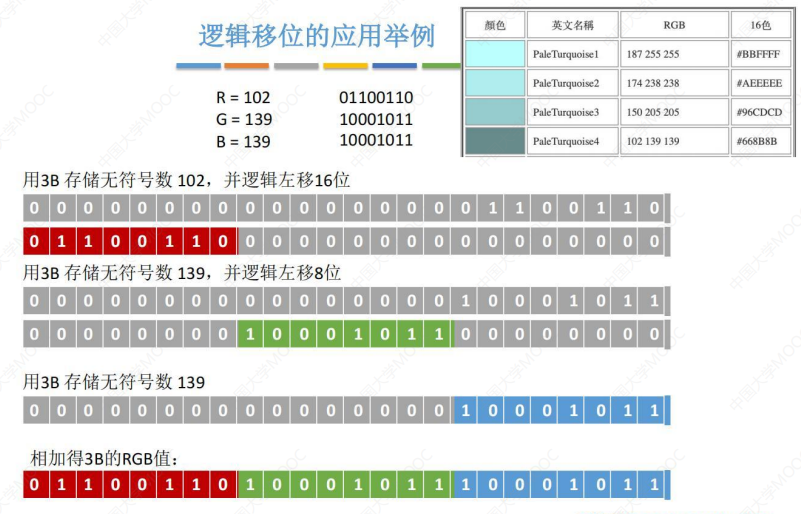 逻辑移位的应用举例
顏色 英文名稱 RGB 16色
PaleTurquoise1 187 255 255 #BBFFFF
PaleTurquoise2 174 238 238 #AEEEEE
PaleTurquoise3 150 205 205 #96CDCD
PaleTurquoise4 102 139 139 #668B8B
R = 102 01100110
G = 139 10001011
B = 139 10001011
用3B 存储无符号数 102，并逻辑左移16位
0 0 0 0 0 0 0 0 0 0 0 0 0 0 0 0 0 1 1 0 0 1 1 0
0 1 1 0 0 1 1 0 0 0 0 0 0 0 0 0 0 0 0 0 0 0 0 0
用3B 存储无符号数 139，并逻辑左移8位
0 0 0 0 0 0 0 0 0 0 0 0 0 0 0 0 1 0 0 0 1 0 1 1
0 0 0 0 0 0 0 0 1 0 0 0 1 0 1 1 0 0 0 0 0 0 0 0
用3B 存储无符号数 139
0 0 0 0 0 0 0 0 0 0 0 0 0 0 0 0 1 0 0 0 1 0 1 1
相加得3B的RGB值：
0 1 1 0 0 1 1 0 1 0 0 0 1 0 1 1 1 0 0 0 1 0 1 1
中国大学MOOC